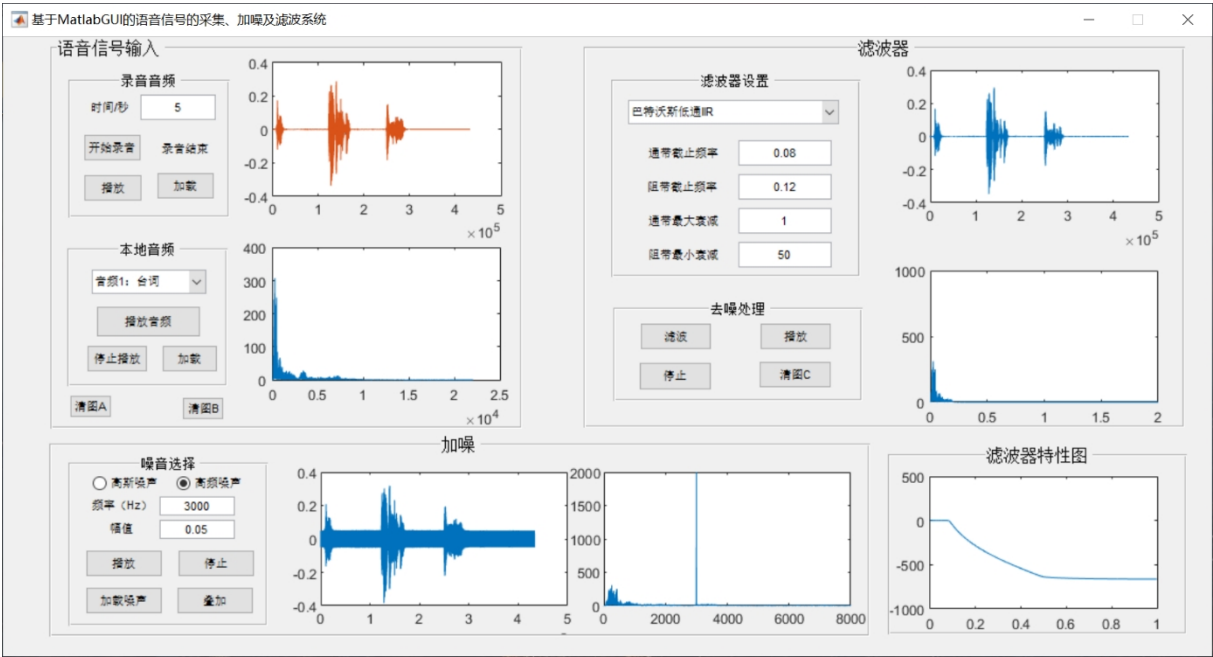 基于MatlabGUI的语音信号的采集、加噪及滤波系统
语音信号输入
录音音频
时间/秒 5
开始录音 录音结束
播放 加载
0.4
0.2
0
-0.2
-0.4
0 1 2 3 4 5
×10⁵
本地音频
音频1：台词
播放音频
停止播放 加载
清图A 清图B
400
300
200
100
0
0 0.5 1 1.5 2 2.5
×10⁴
滤波器
滤波器设置
巴特沃斯低通IIR
通带截止频率 0.08
阻带截止频率 0.12
通带最大衰减 1
阻带最小衰减 50
去噪处理
滤波 播放
停止 清图C
0.4
0.2
0
-0.2
-0.4
0 1 2 3 4 5
×10⁵
1000
500
0
0 0.5 1 1.5 2
加噪
噪音选择
高斯噪声 高频噪声
频率（Hz） 3000
幅值 0.05
播放 停止
加载噪声 叠加
0.4
0.2
0
-0.2
-0.4
0 1 2 3 4 5
2000
1500
1000
500
0
0 2000 4000 6000 8000
滤波器特性图
500
0
-500
-1000
0 0.2 0.4 0.6 0.8 1